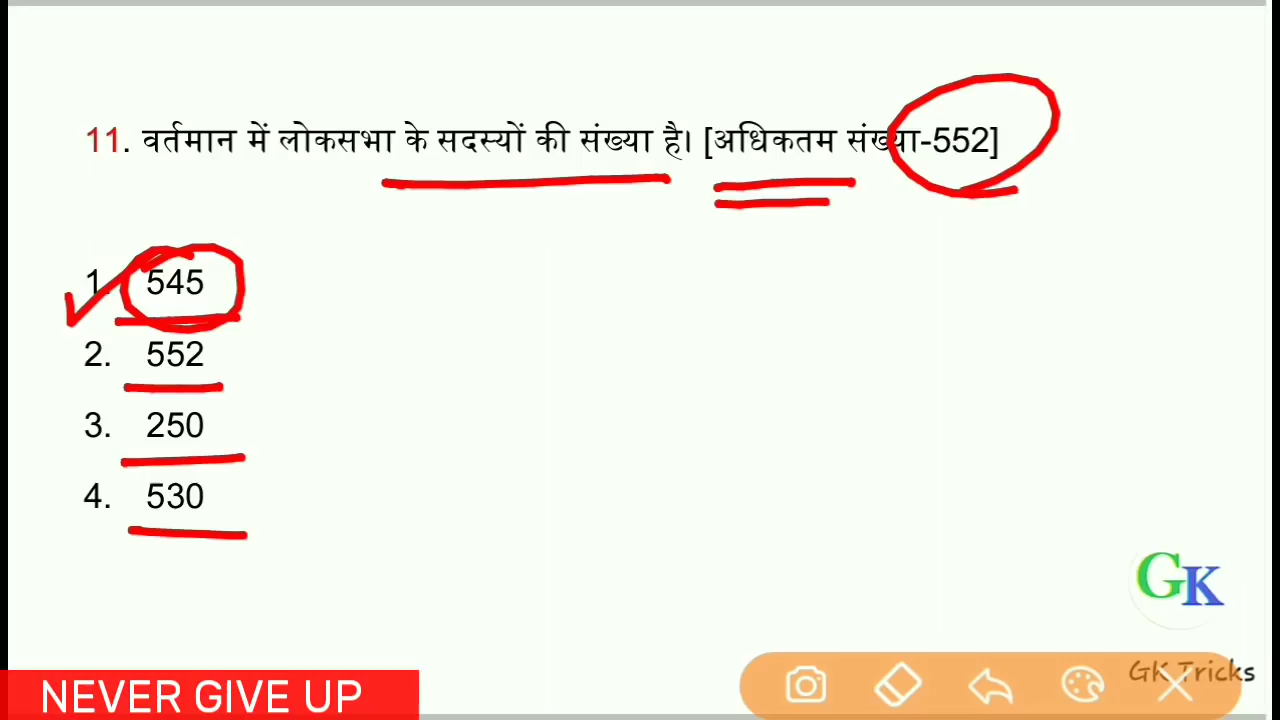 11. वर्तमान में लोकसभा के सदस्यों की संख्या है। [अधिकतम संख्या-552]
1. 545
2. 552
3. 250
4. 530
GK
GK Tricks
NEVER GIVE UP